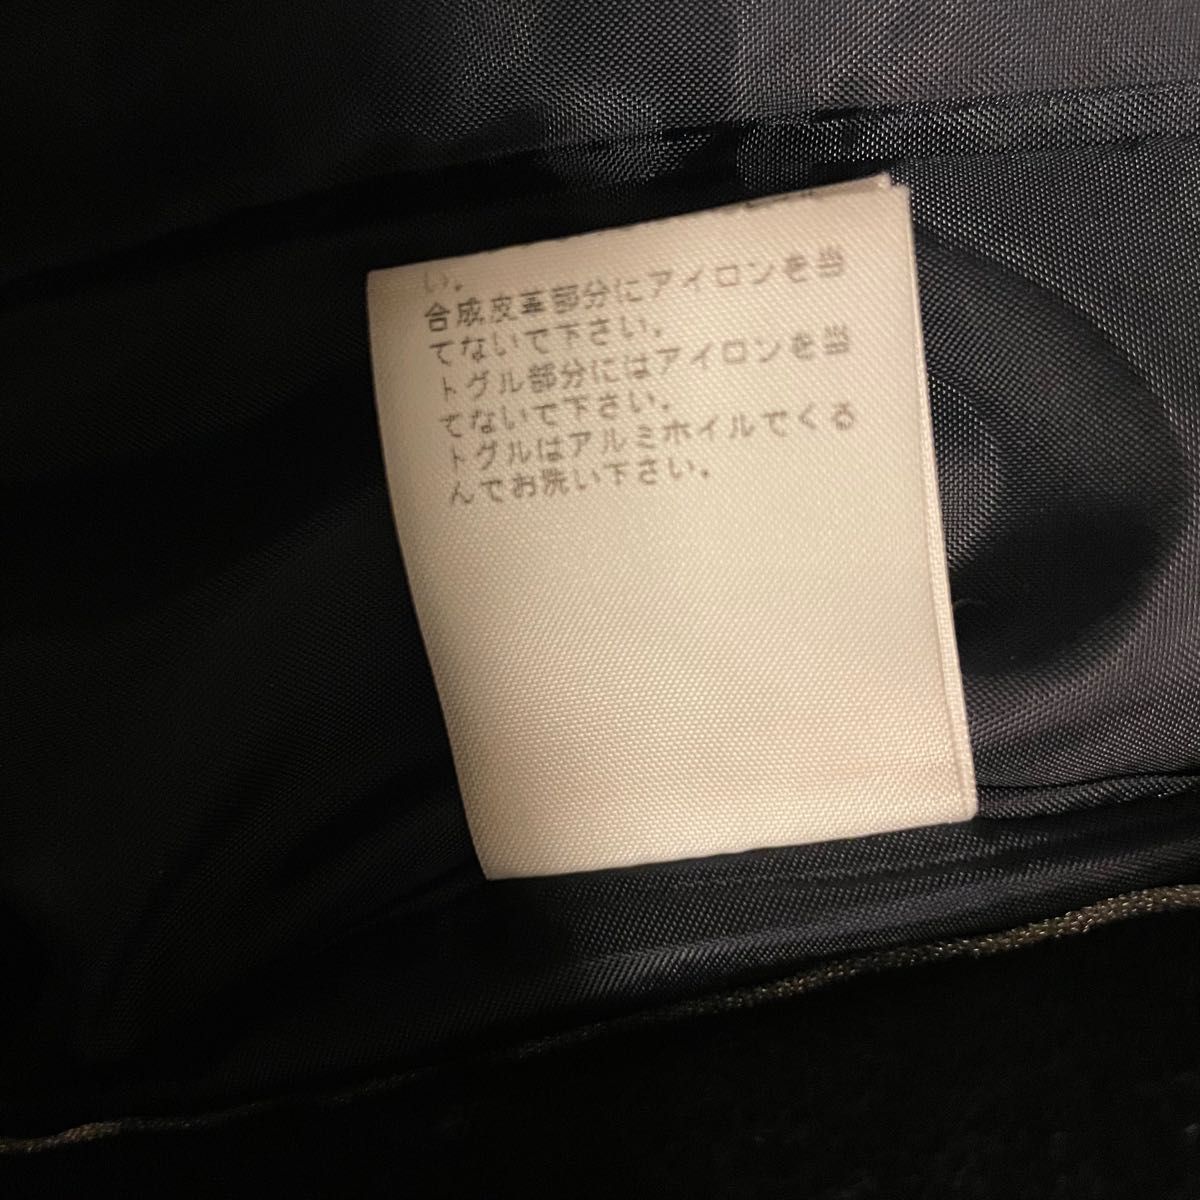 い.
合成皮革部分にアイロンを当
てないで下さい.
トグル部分にはアイロンを当
てないで下さい.
トグルはアルミホイルでくる
んでお洗い下さい.